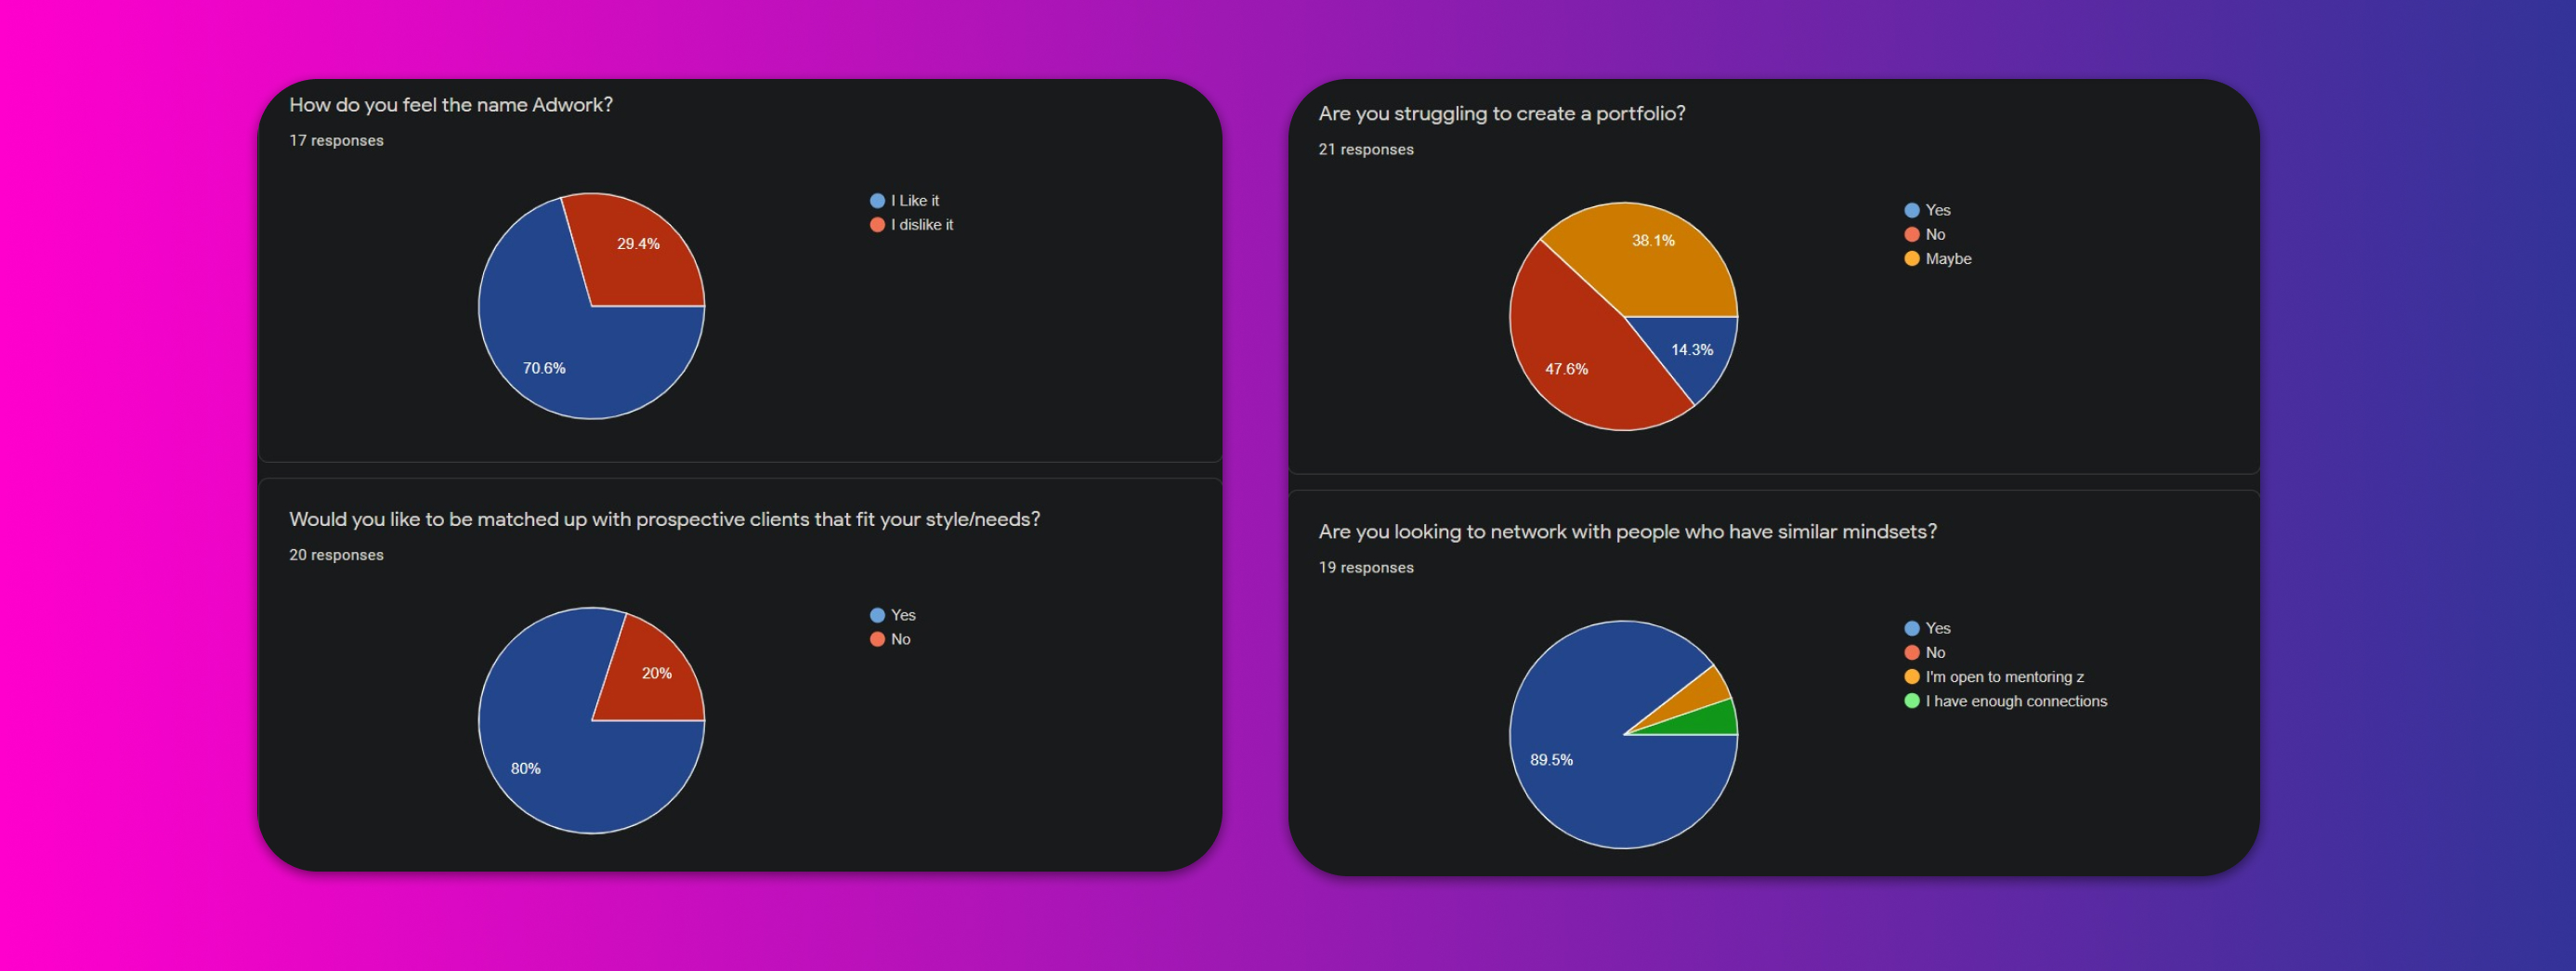 How do you feel the name Adwork?
17 responses
I Like it
I dislike it
29.4%
70.6%
Would you like to be matched up with prospective clients that fit your style/needs?
20 responses
Yes
No
20%
80%
Are you struggling to create a portfolio?
21 responses
Yes
No
Maybe
38.1%
14.3%
47.6%
Are you looking to network with people who have similar mindsets?
19 responses
Yes
No
I'm open to mentoring z
I have enough connections
89.5%